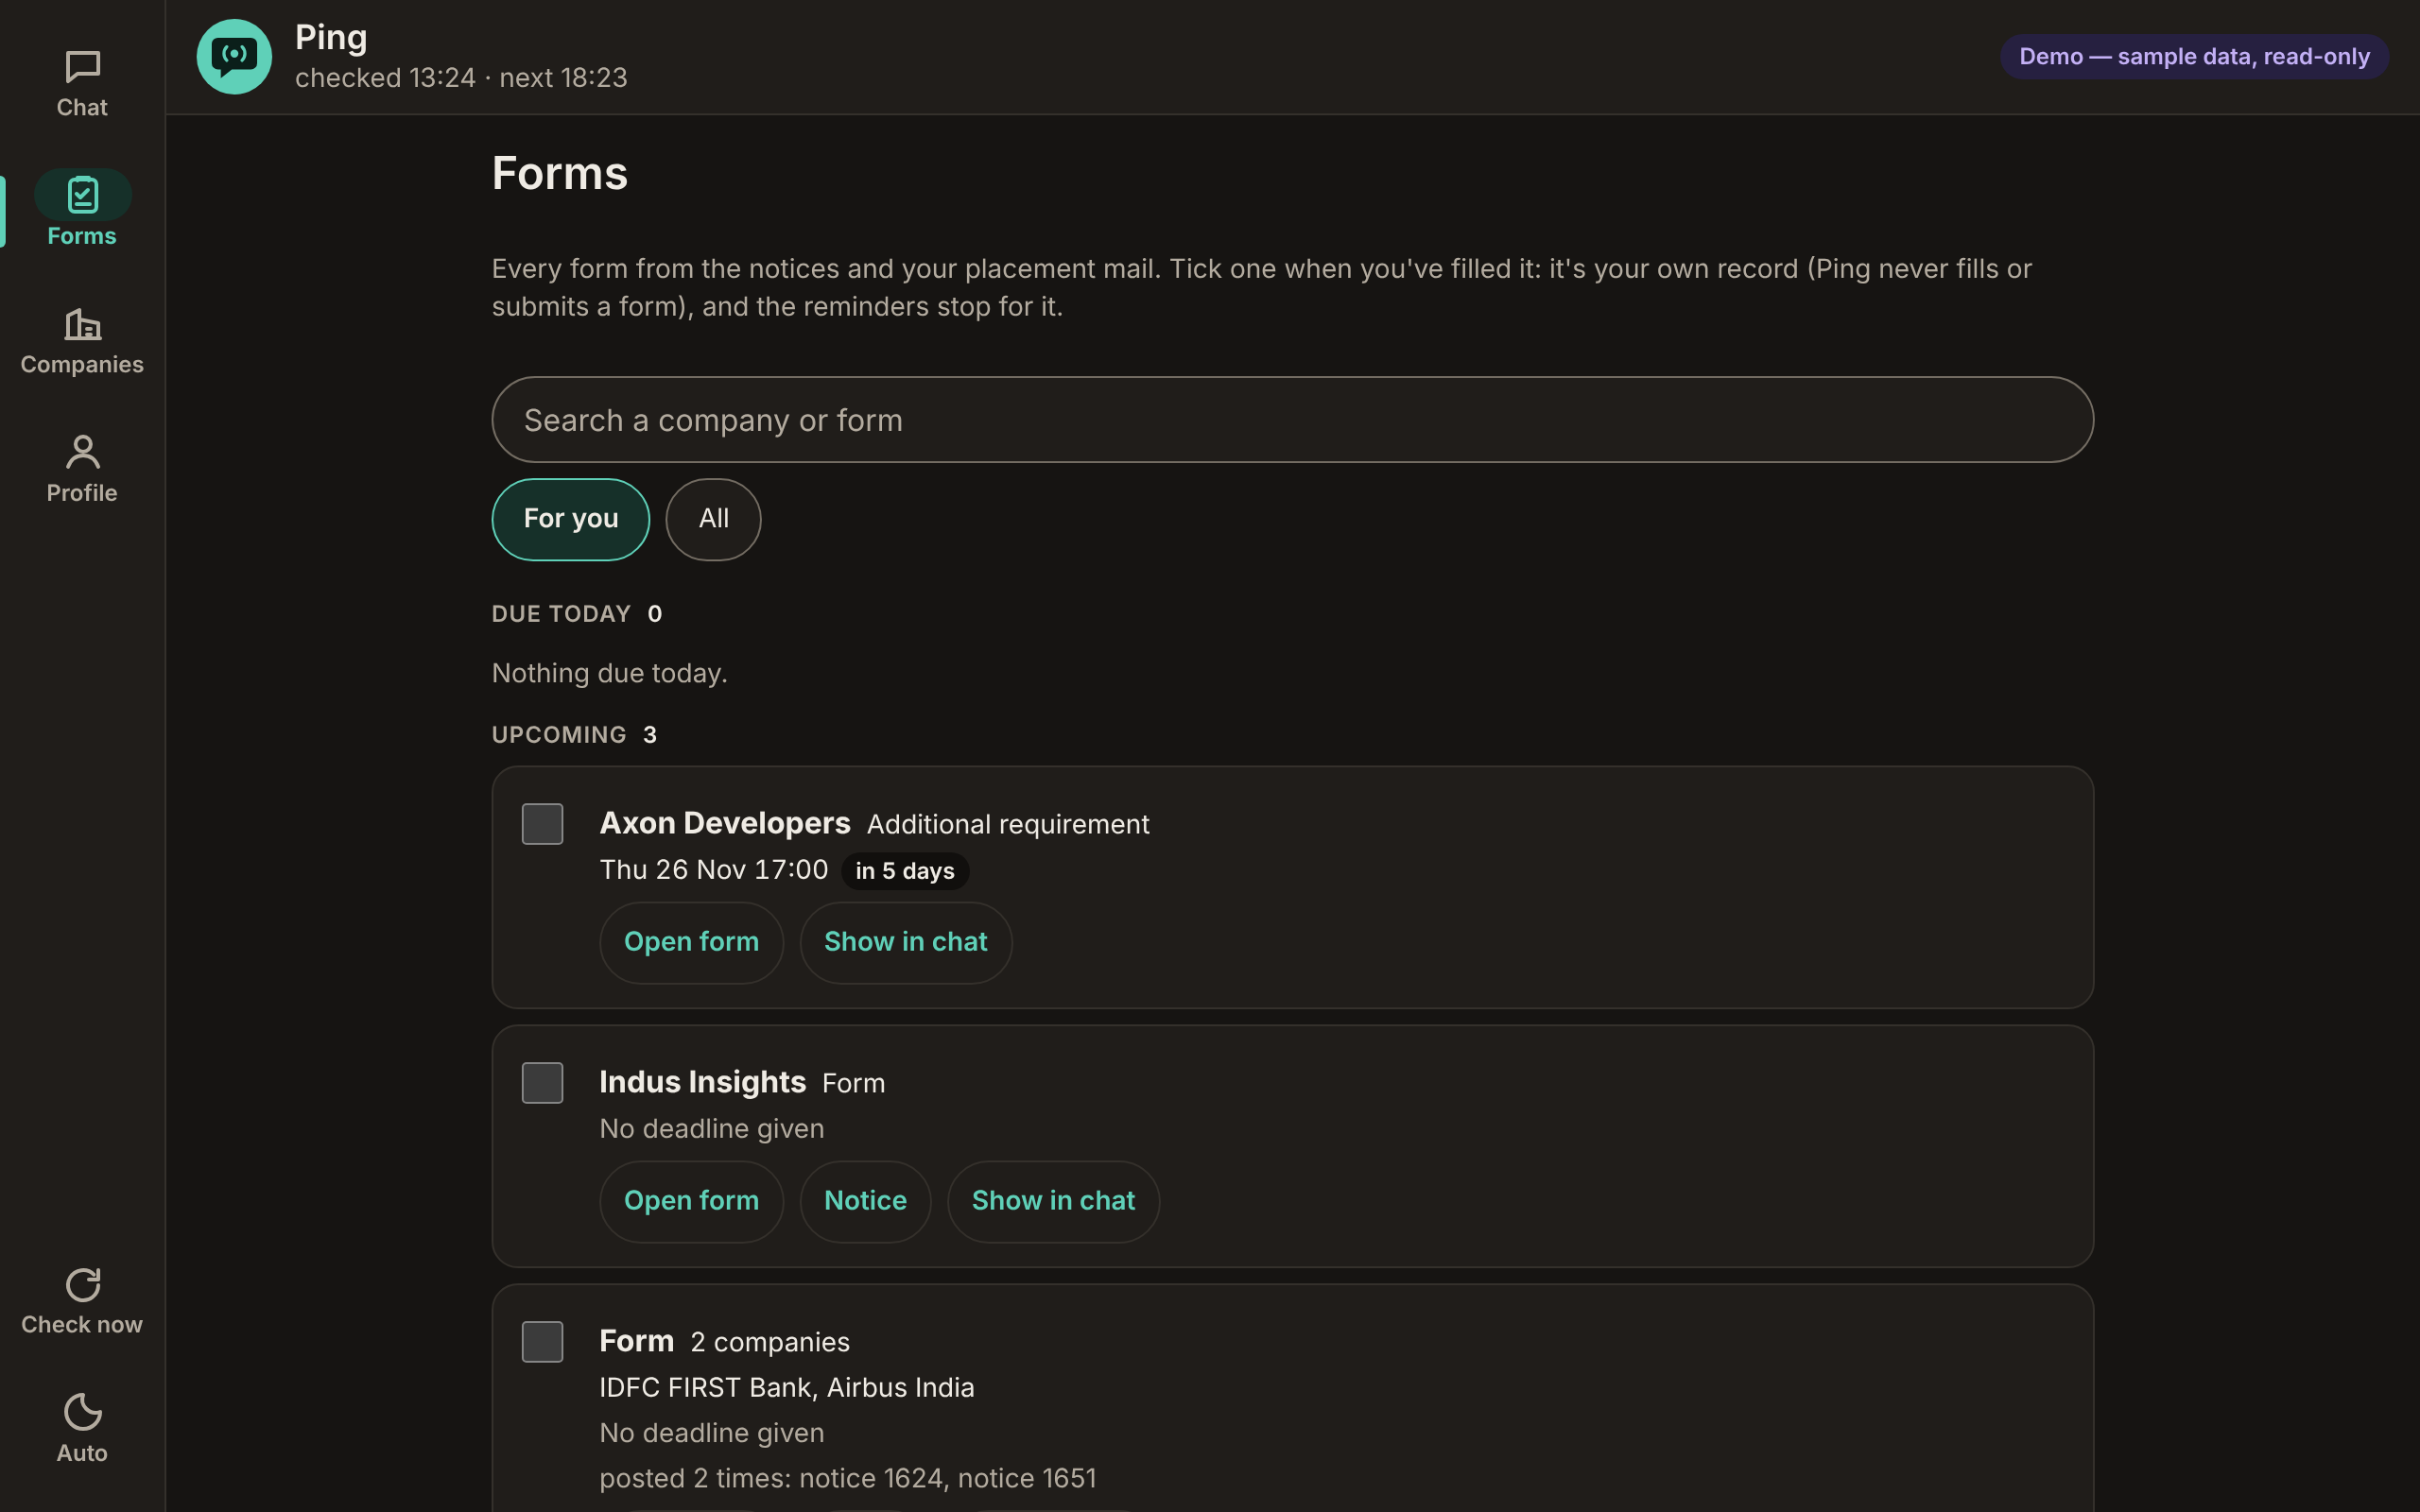 Chat
Forms
Companies
Profile
Check now
Auto
Ping
checked 13:24 · next 18:23
Demo — sample data, read-only
Forms
Every form from the notices and your placement mail. Tick one when you've filled it: it's your own record (Ping never fills or
submits a form), and the reminders stop for it.
Search a company or form
For you
All
DUE TODAY 0
Nothing due today.
UPCOMING 3
Axon Developers Additional requirement
Thu 26 Nov 17:00 in 5 days
Open form
Show in chat
Indus Insights Form
No deadline given
Open form
Notice
Show in chat
Form 2 companies
IDFC FIRST Bank, Airbus India
No deadline given
posted 2 times: notice 1624, notice 1651